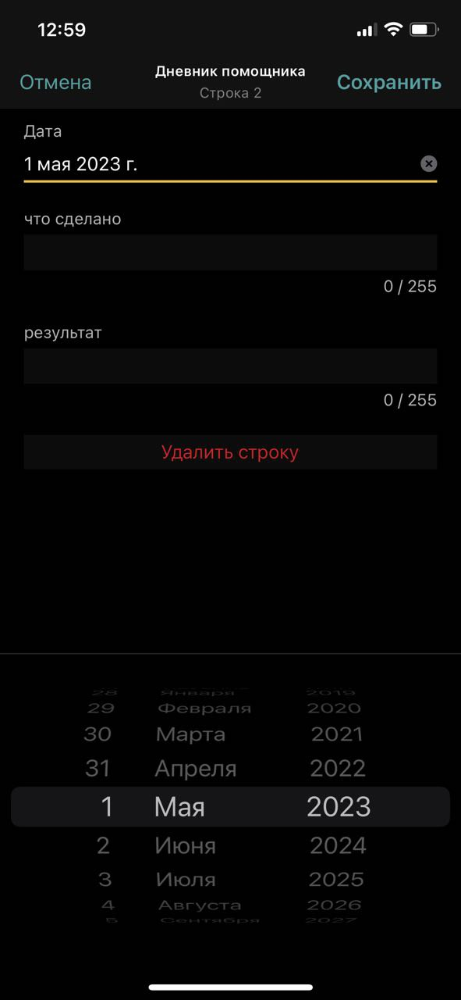 12:59
Отмена
Дневник помощника
Строка 2
Сохранить
Дата
1 мая 2023 г.
что сделано
0 / 255
результат
0 / 255
Удалить строку
28 Января 2019
29 Февраля 2020
30 Марта 2021
31 Апреля 2022
1 Мая 2023
2 Июня 2024
3 Июля 2025
4 Августа 2026
5 Сентября 2027